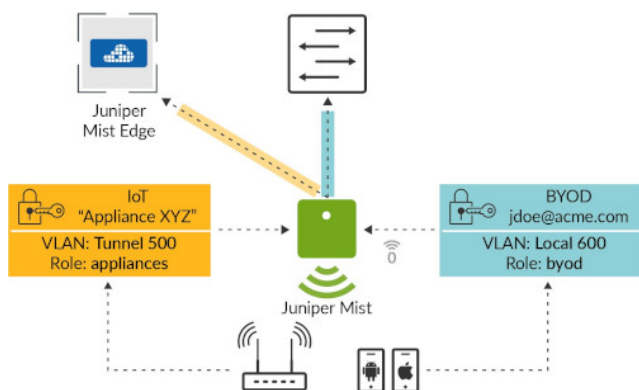 Juniper
Mist Edge
IoT
“Appliance XYZ”
VLAN: Tunnel 500
Role: appliances
BYOD
jdoe@acme.com
VLAN: Local 600
Role: byod
0
Juniper Mist